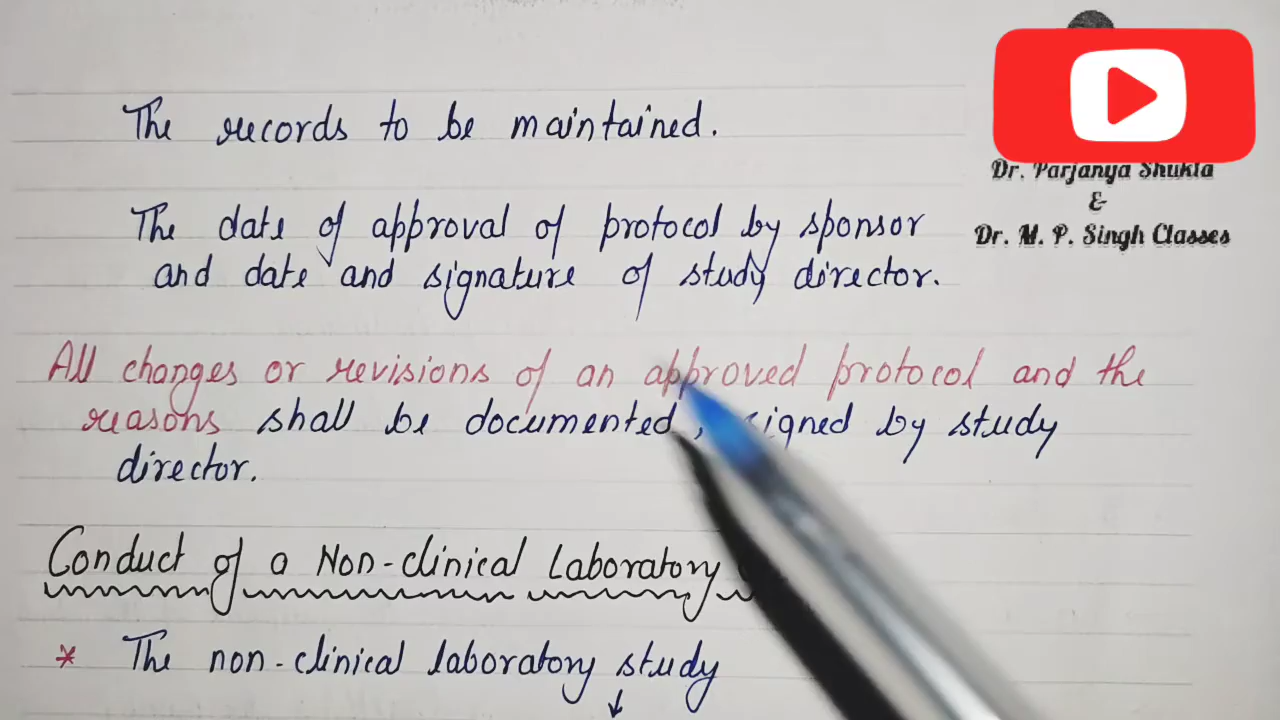 The records to be maintained.
Dr. Parjanya Shukla
&
Dr. M. P. Singh Classes
The date of approval of protocol by sponsor
and date and signature of study director.
All changes or revisions of an approved protocol and the
reasons shall be documented, signed by study
director.
Conduct of a Non-clinical Laboratory
* The non-clinical laboratory study
↓